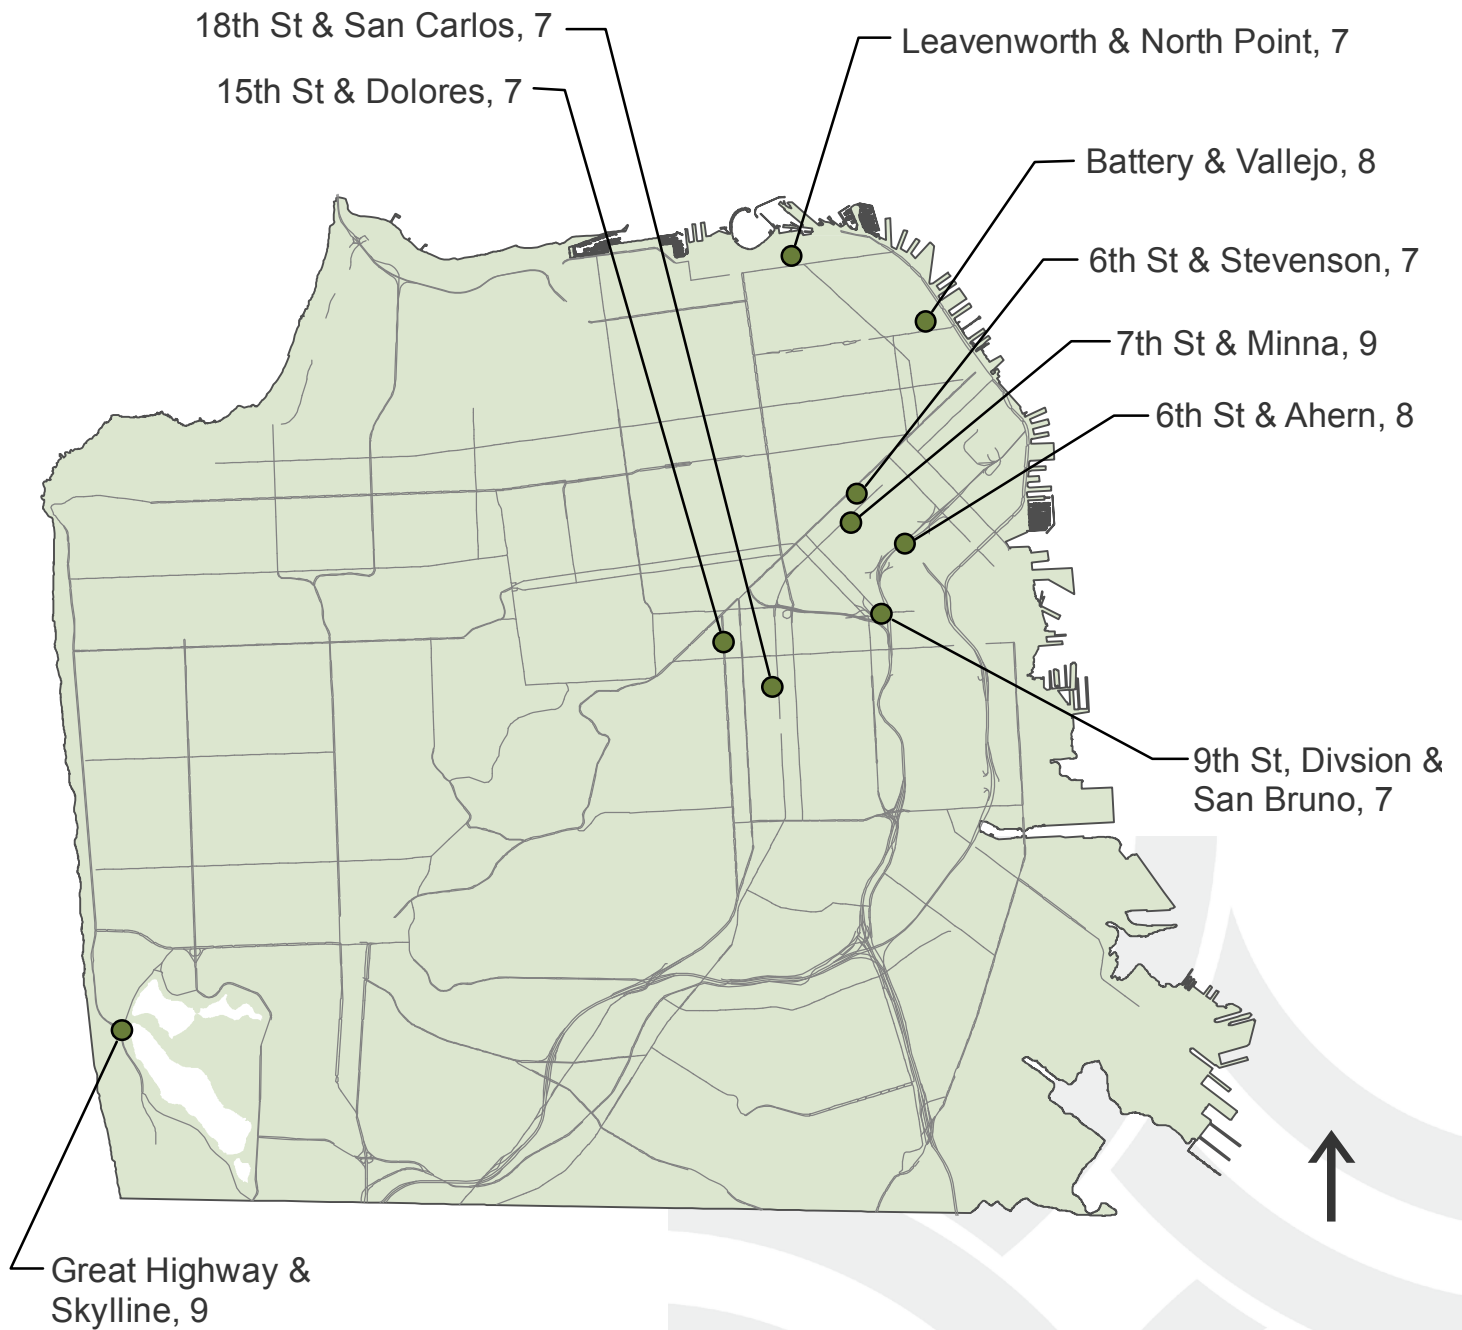 18th St & San Carlos, 7
Leavenworth & North Point, 7
15th St & Dolores, 7
Battery & Vallejo, 8
6th St & Stevenson, 7
7th St & Minna, 9
6th St & Ahern, 8
9th St, Divsion &
San Bruno, 7
Great Highway &
Skylline, 9